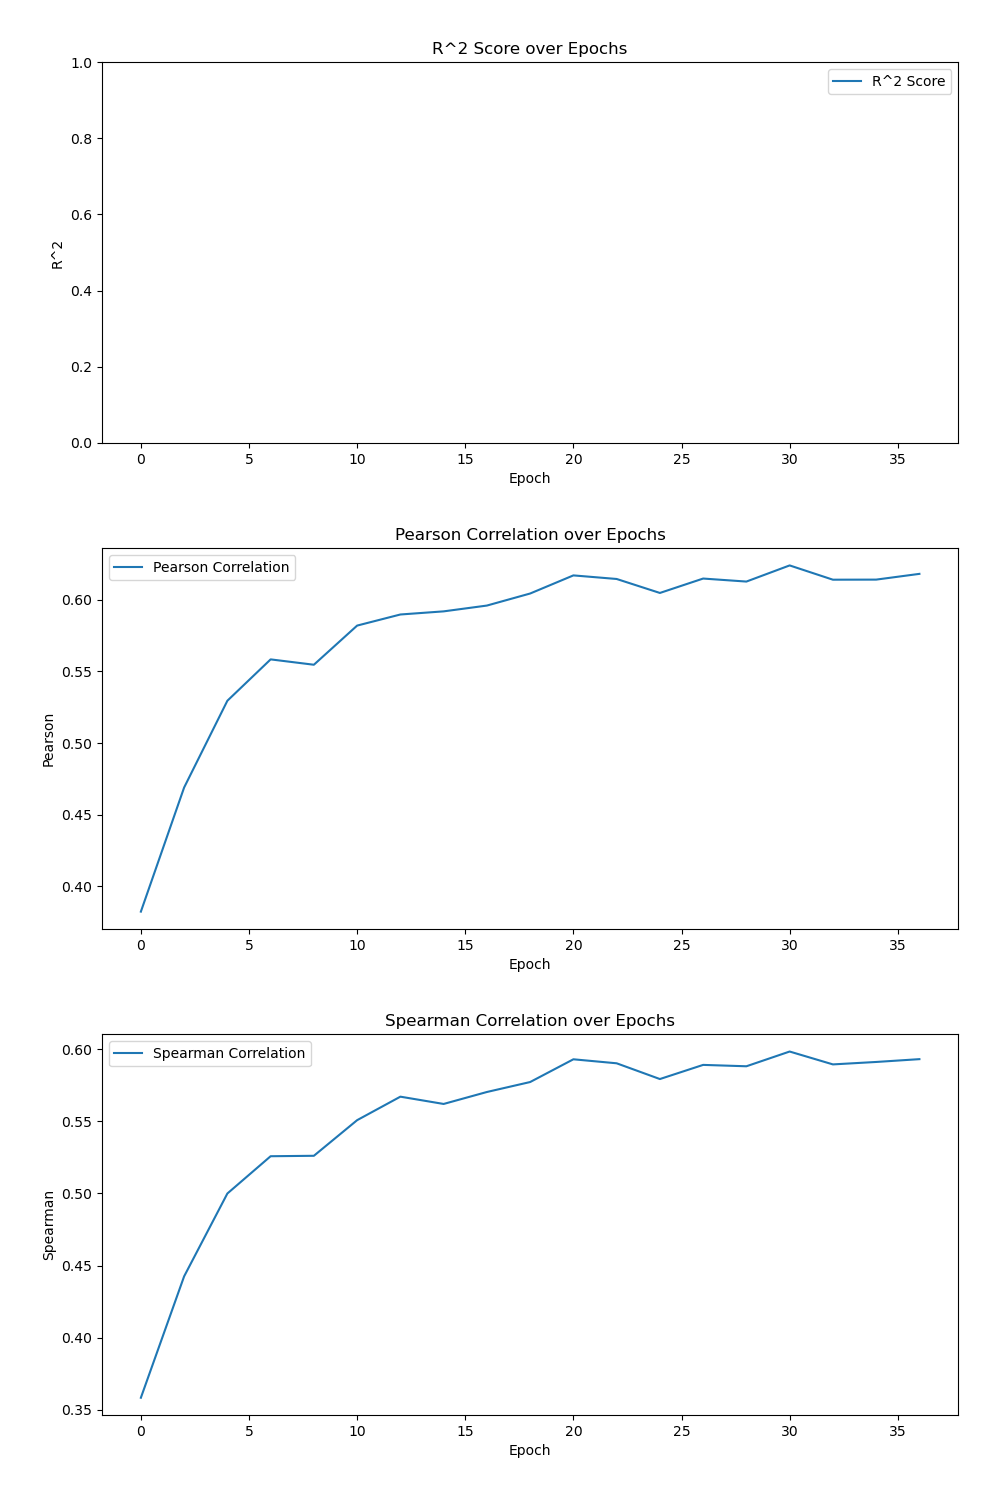 R^2 Score over Epochs
1.0
R^2 Score
0.8
0.6
R^2
0.4
0.2
0.0
0 5 10 15 20 25 30 35
Epoch
Pearson Correlation over Epochs
Pearson Correlation
0.60
0.55
0.50
Pearson
0.45
0.40
0 5 10 15 20 25 30 35
Epoch
Spearman Correlation over Epochs
0.60
Spearman Correlation
0.55
0.50
Spearman
0.45
0.40
0.35
0 5 10 15 20 25 30 35
Epoch